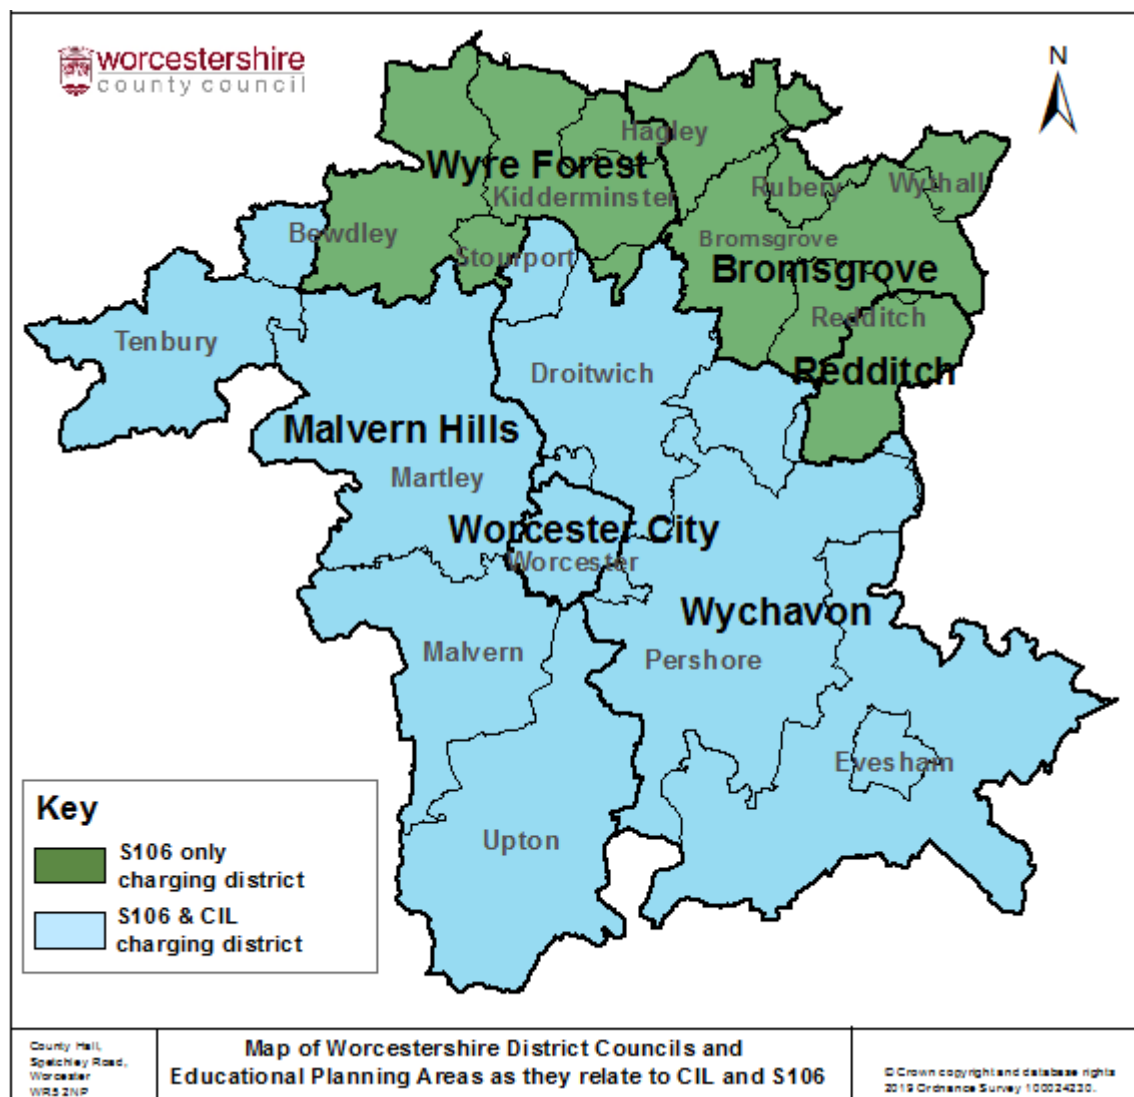 worcestershire
county council
N
Hagley
Wyre Forest
Rubery
Wythall
Kidderminster
Bewdley
Bromsgrove
Stourport
Bromsgrove
Redditch
Tenbury
Droitwich
Redditch
Malvern Hills
Martley
Worcester City
Worcester
Wychavon
Malvern
Pershore
Evesham
Upton
Key
S106 only
charging district
S106 & CIL
charging district
County Hall,
Spetchley Road,
Worcester
WR5 2NP
Map of Worcestershire District Councils and
Educational Planning Areas as they relate to CIL and S106
© Crown copyright and database rights
2019 Ordnance Survey 100024230.